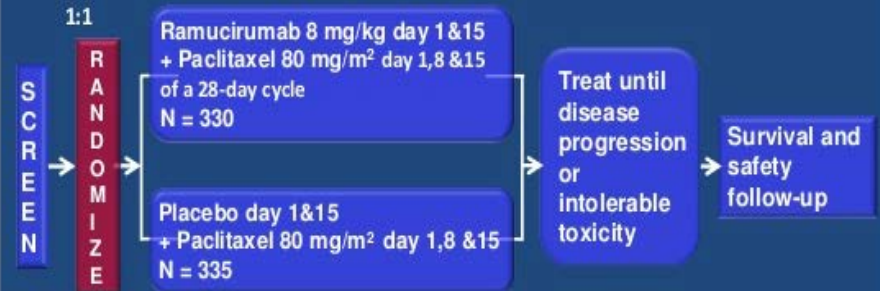 1:1
SCREEN
RANDOMIZE
Ramucirumab 8 mg/kg day 1&15
+ Paclitaxel 80 mg/m² day 1,8 &15
of a 28-day cycle
N = 330
Placebo day 1&15
+ Paclitaxel 80 mg/m² day 1,8 &15
N = 335
Treat until
disease
progression
or
intolerable
toxicity
Survival and
safety
follow-up